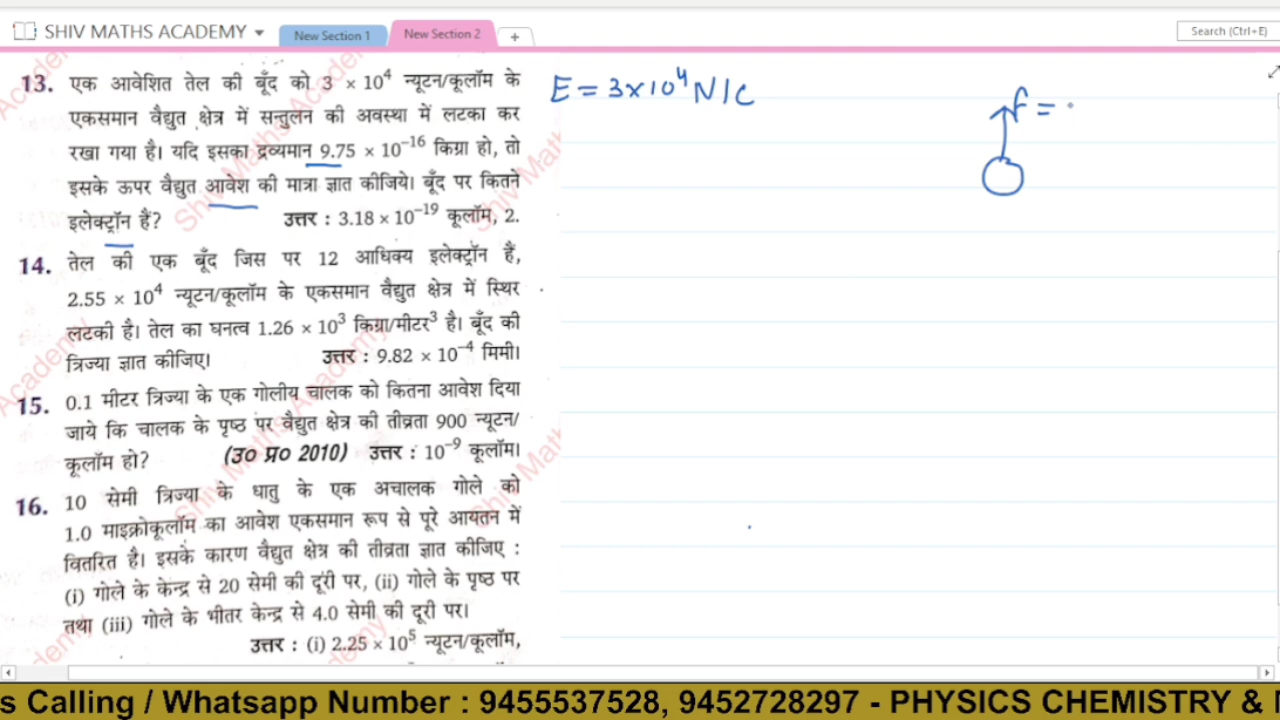 SHIV MATHS ACADEMY
New Section 1
New Section 2
+
Search (Ctrl+E)
13. एक आवेशित तेल की बूँद को 3 × 10⁴ न्यूटन/कूलॉम के
एकसमान वैद्युत क्षेत्र में सन्तुलन की अवस्था में लटका कर
रखा गया है। यदि इसका द्रव्यमान 9.75 × 10⁻¹⁶ किग्रा हो, तो
इसके ऊपर वैद्युत आवेश की मात्रा ज्ञात कीजिये। बूँद पर कितने
इलेक्ट्रॉन हैं? उत्तर : 3.18 × 10⁻¹⁹ कूलॉम, 2.
14. तेल की एक बूँद जिस पर 12 आधिक्य इलेक्ट्रॉन हैं,
2.55 × 10⁴ न्यूटन/कूलॉम के एकसमान वैद्युत क्षेत्र में स्थिर
लटकी है। तेल का घनत्व 1.26 × 10³ किग्रा/मीटर³ है। बूँद की
त्रिज्या ज्ञात कीजिए। उत्तर : 9.82 × 10⁻⁴ मिमी।
15. 0.1 मीटर त्रिज्या के एक गोलीय चालक को कितना आवेश दिया
जाये कि चालक के पृष्ठ पर वैद्युत क्षेत्र की तीव्रता 900 न्यूटन/
कूलॉम हो? (उ० प्र० 2010) उत्तर : 10⁻⁹ कूलॉम।
16. 10 सेमी त्रिज्या के धातु के एक अचालक गोले को
1.0 माइक्रोकूलॉम का आवेश एकसमान रूप से पूरे आयतन में
वितरित है। इसके कारण वैद्युत क्षेत्र की तीव्रता ज्ञात कीजिए :
(i) गोले के केन्द्र से 20 सेमी की दूरी पर, (ii) गोले के पृष्ठ पर
तथा (iii) गोले के भीतर केन्द्र से 4.0 सेमी की दूरी पर।
उत्तर : (i) 2.25 × 10⁵ न्यूटन/कूलॉम,
E = 3×10⁴ N/C
f =
s Calling / Whatsapp Number : 9455537528, 9452728297 - PHYSICS CHEMISTRY &